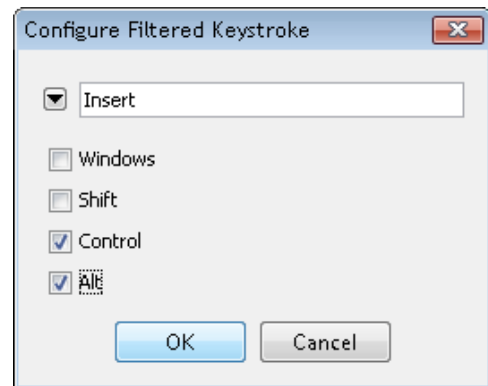 Configure Filtered Keystroke
Insert
Windows
Shift
Control
Alt
OK Cancel